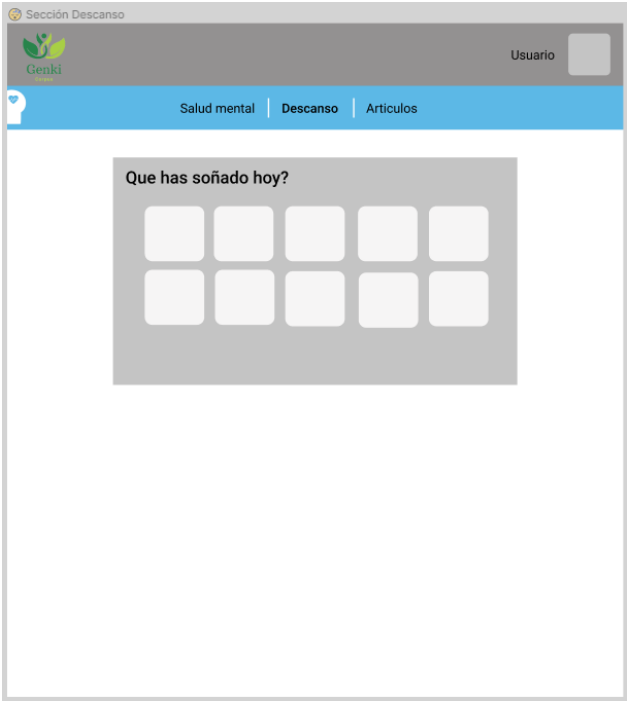 Sección Descanso
Genki
Usuario
Salud mental
Descanso
Articulos
Que has soñado hoy?